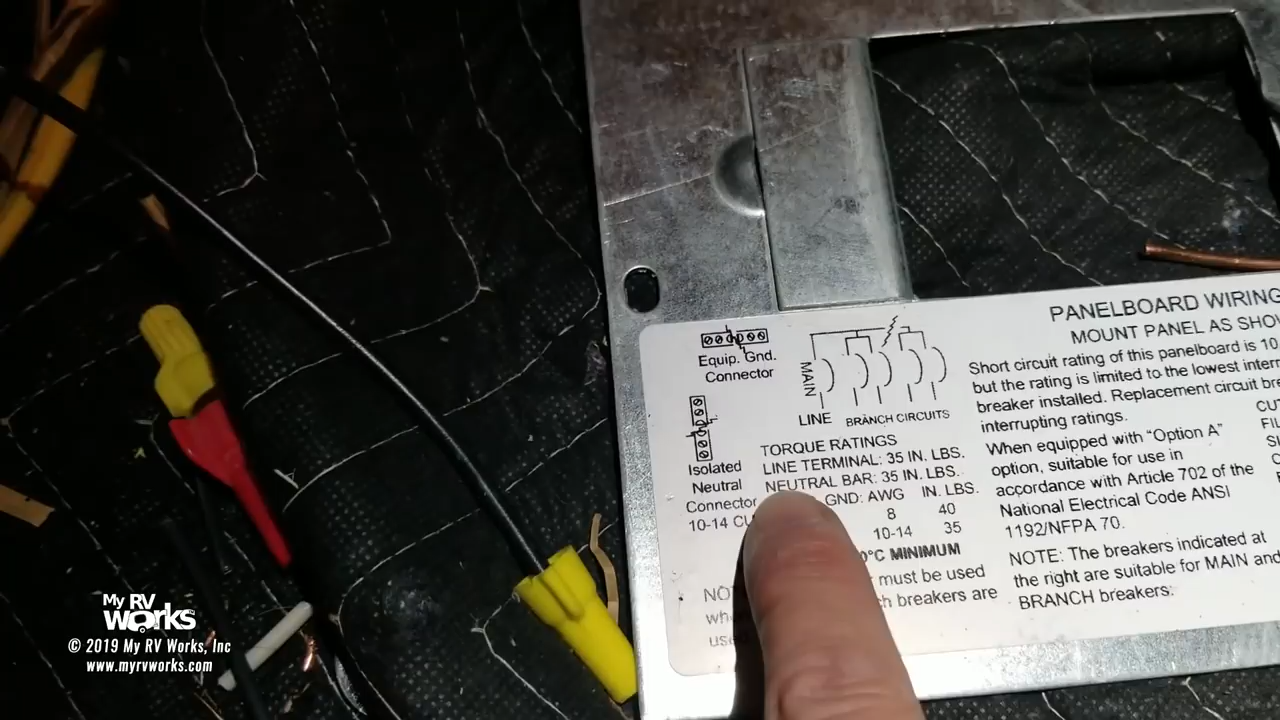 PANELBOARD WIRING
MOUNT PANEL AS
Short circuit rating of this panelboard is 10.
but the rating is limited to the lowest
breaker installed. Replacement circuit
interrupting ratings.
When equipped with “Option A”
option, suitable for use in
accordance with Article 702 of the
National Electrical Code ANSI
1192/NFPA 70.
NOTE: The breakers indicated at
the right are suitable for MAIN and
BRANCH breakers:
Equip. Gnd.
Connector
MAIN
LINE BRANCH CIRCUITS
Isolated
Neutral
Connector
10-14
TORQUE RATINGS
LINE TERMINAL: 35 IN. LBS.
NEUTRAL BAR: 35 IN. LBS.
GND: AWG IN. LBS.
8 40
10-14 35
°C MINIMUM
must be used
breakers are
My RV
works
© 2019 My RV Works, Inc
www.myrvworks.com